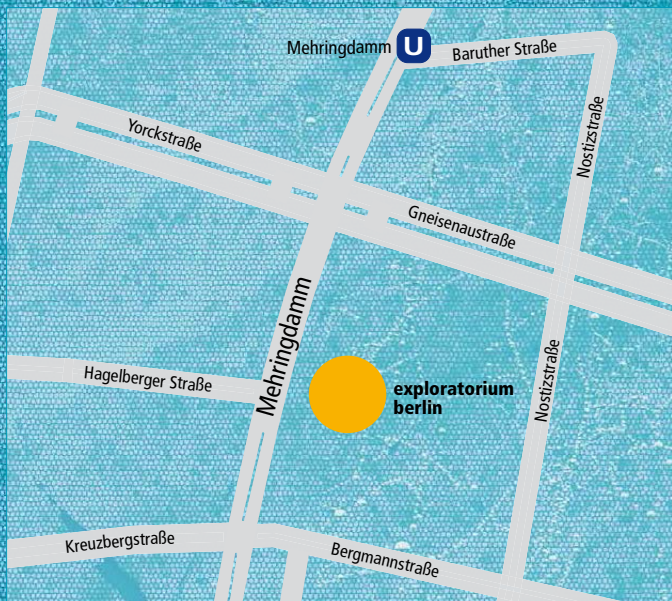 Mehringdamm U
Baruther Straße
Nostizstraße
Yorckstraße
Gneisenaustraße
Mehringdamm
Hagelberger Straße
exploratorium
berlin
Nostizstraße
Kreuzbergstraße
Bergmannstraße